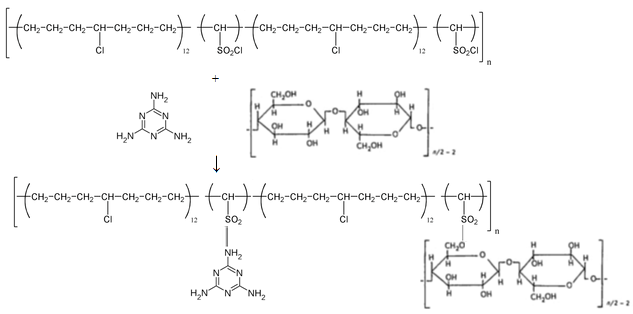 [(CH₂-CH₂-CH₂-CH-CH₂-CH₂-CH₂)₁₂(CH)(CH₂-CH₂-CH₂-CH-CH₂-CH₂-CH₂)₁₂(CH)]n
Cl SO₂Cl Cl SO₂Cl
+
NH₂
N N
H₂N N NH₂
CH₂OH H OH
H O O H
H H
OH H OH H
H H H O
H OH CH₂OH
n/2-2
↓
[(CH₂-CH₂-CH₂-CH-CH₂-CH₂-CH₂)₁₂(CH)(CH₂-CH₂-CH₂-CH-CH₂-CH₂-CH₂)₁₂(CH)]n
Cl SO₂ Cl SO₂
NH₂
N N
H₂N N NH₂
CH₂O H OH
H O O H
H H
OH H OH H
H H H O
H OH CH₂OH
n/2-2